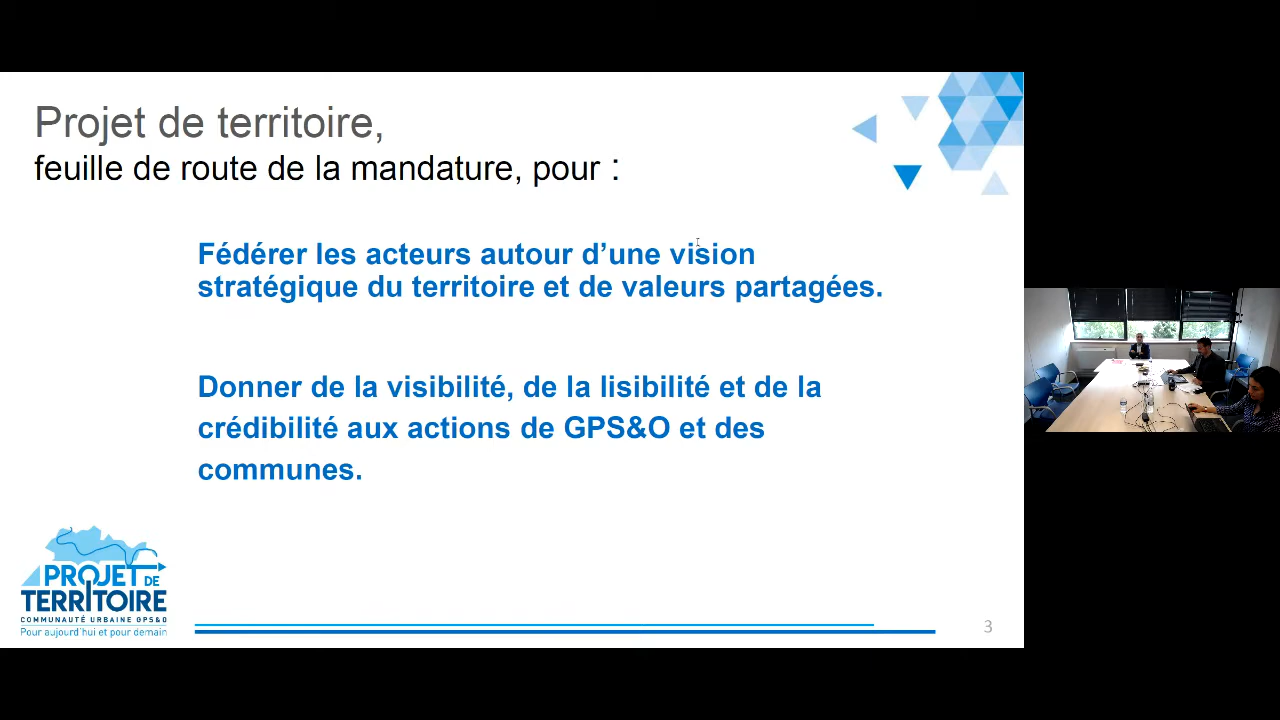 Projet de territoire,
feuille de route de la mandature, pour :
Fédérer les acteurs autour d’une vision
stratégique du territoire et de valeurs partagées.
Donner de la visibilité, de la lisibilité et de la
crédibilité aux actions de GPS&O et des
communes.
PROJET DE
TERRITOIRE
COMMUNAUTÉ URBAINE GPS&O
Pour aujourd'hui et pour demain
3